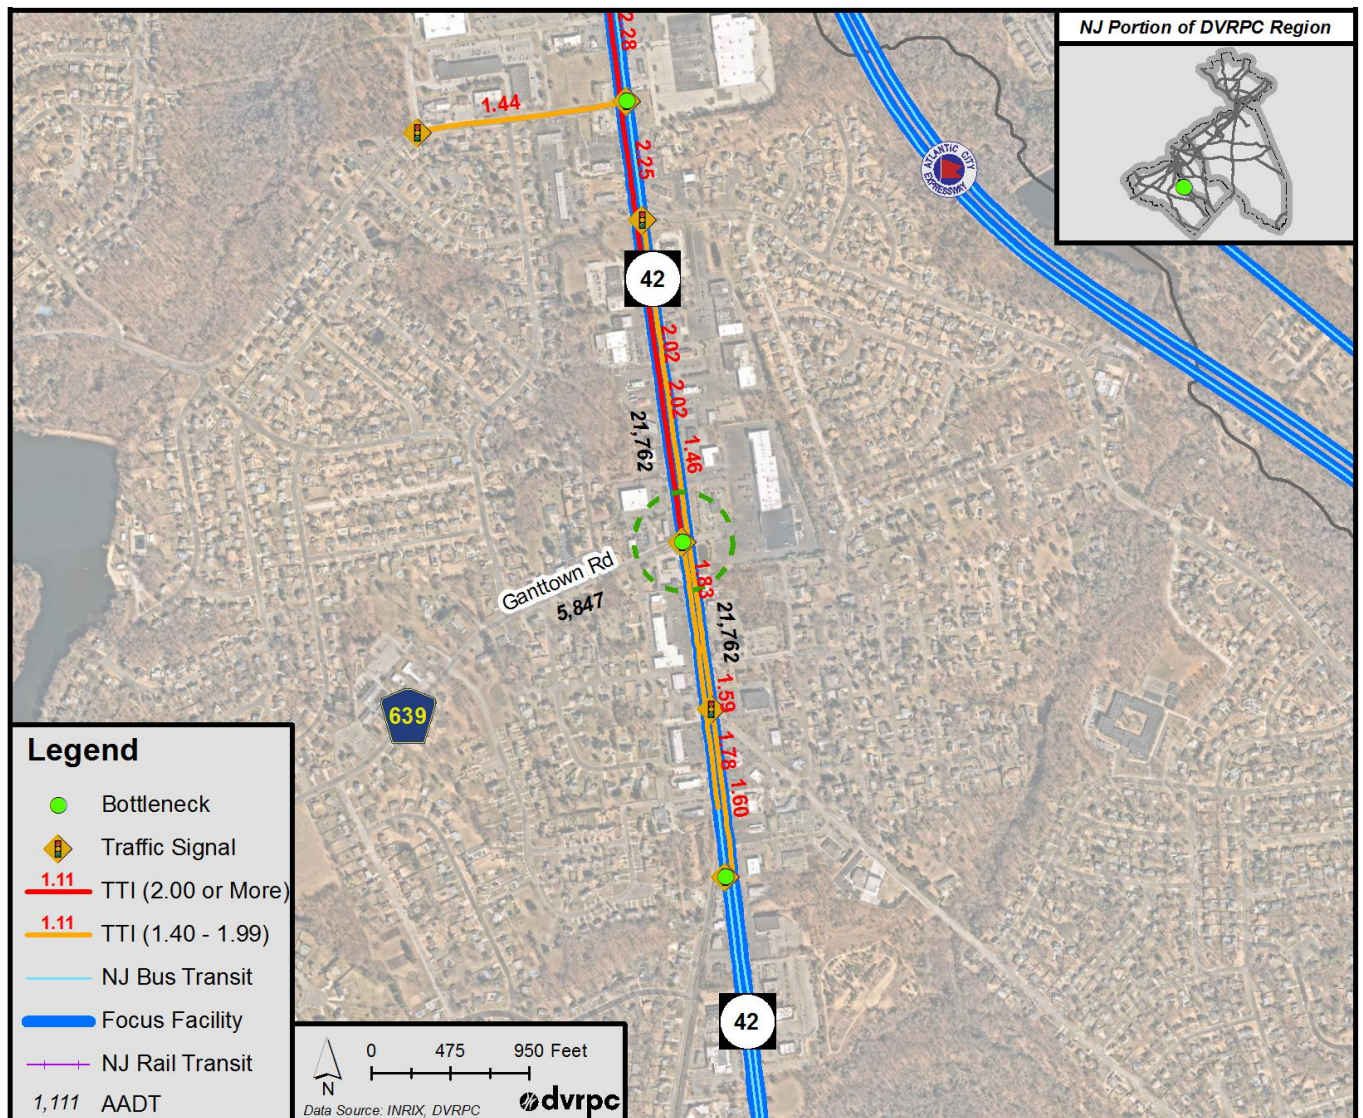 NJ Portion of DVRPC Region
2.28
1.44
2.25
ATLANTIC CITY
EXPRESSWAY
42
2.02
2.02
21,762
1.46
Ganttown Rd
5,847
1.83
21,762
1.59
639
1.78
1.60
42
Legend
Bottleneck
Traffic Signal
1.11
TTI (2.00 or More)
1.11
TTI (1.40 - 1.99)
NJ Bus Transit
Focus Facility
NJ Rail Transit
1,111 AADT
0 475 950 Feet
N
Data Source: INRIX, DVRPC
dvrpc